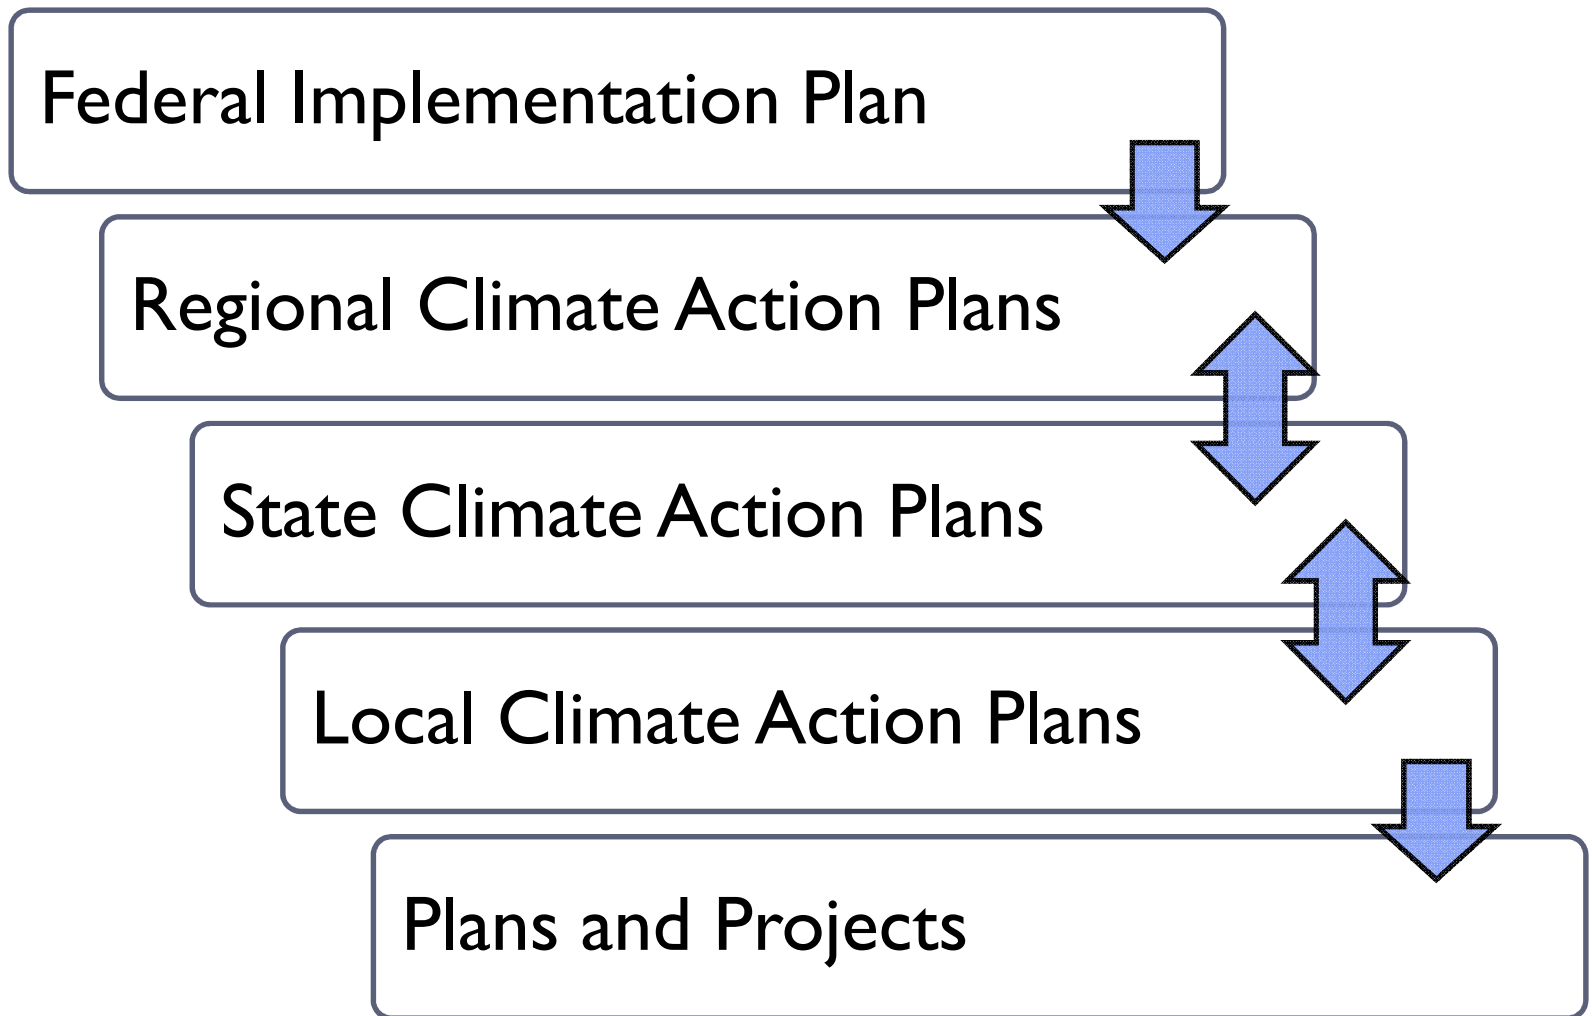 Federal Implementation Plan
Regional Climate Action Plans
State Climate Action Plans
Local Climate Action Plans
Plans and Projects